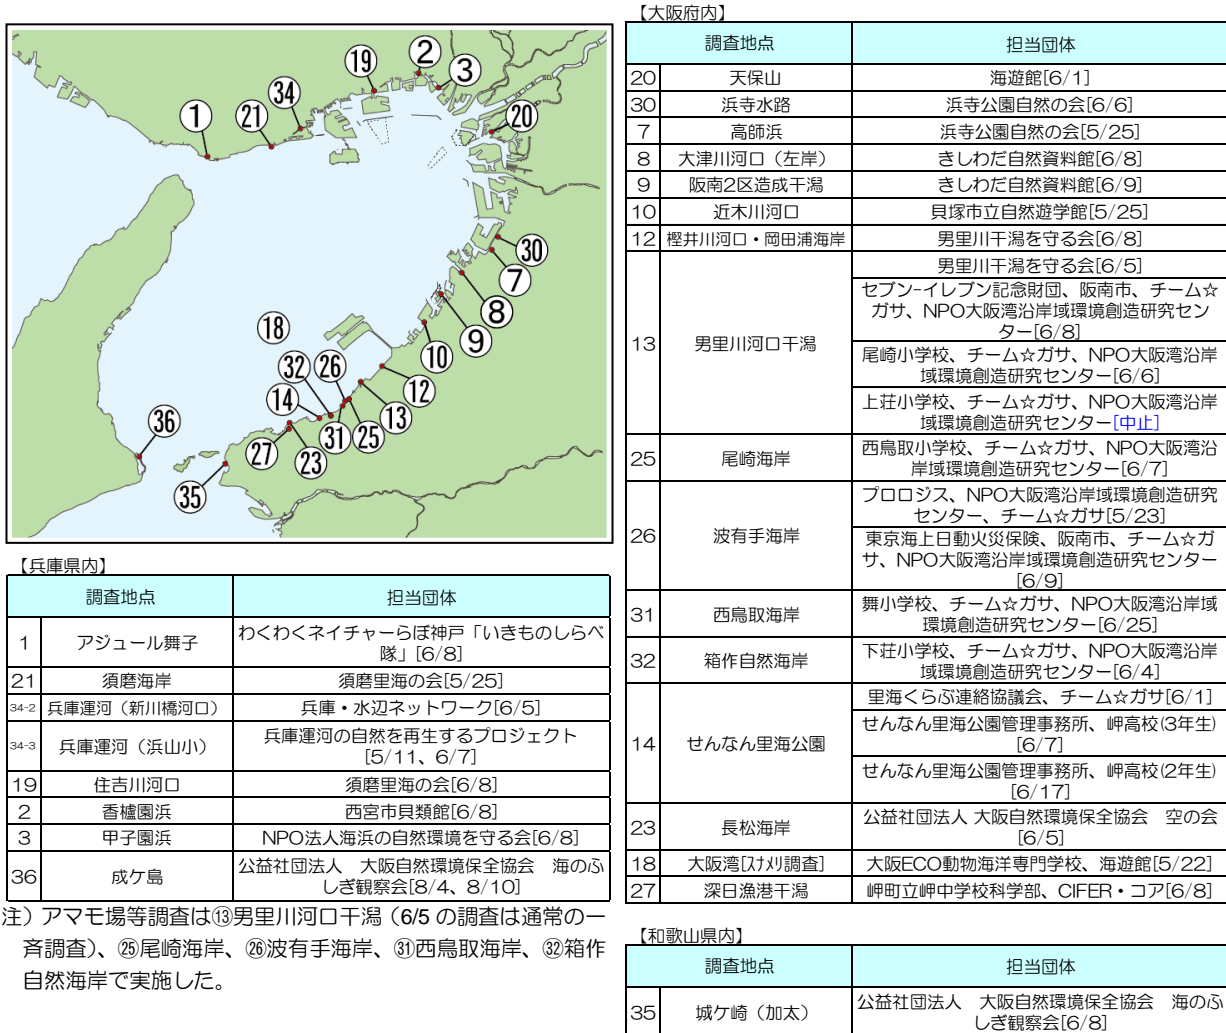 19
2
3
34
21
1
20
30
7
8
9
10
18
26
32
14
12
13
31
25
27
23
36
35
【兵庫県内】
調査地点 担当団体
1 アジュール舞子 わくわくネイチャーらぼ神戸「いきものしらべ
隊」[6/8]
21 須磨海岸 須磨里海の会[5/25]
34-2 兵庫運河（新川橋河口） 兵庫・水辺ネットワーク[6/5]
34-3 兵庫運河（浜山小） 兵庫運河の自然を再生するプロジェクト
[5/11、6/7]
19 住吉川河口 須磨里海の会[6/8]
2 香櫨園浜 西宮市貝類館[6/8]
3 甲子園浜 NPO法人海浜の自然環境を守る会[6/8]
36 成ケ島 公益社団法人　大阪自然環境保全協会　海のふ
しぎ観察会[8/4、8/10]
注）アマモ場等調査は⑬男里川河口干潟（6/5 の調査は通常の一
斉調査）、㉕尾崎海岸、㉖波有手海岸、㉛西鳥取海岸、㉜箱作
自然海岸で実施した。
【大阪府内】
調査地点 担当団体
20 天保山 海遊館[6/1]
30 浜寺水路 浜寺公園自然の会[6/6]
7 高師浜 浜寺公園自然の会[5/25]
8 大津川河口（左岸） きしわだ自然資料館[6/8]
9 阪南2区造成干潟 きしわだ自然資料館[6/9]
10 近木川河口 貝塚市立自然遊学館[5/25]
12 樫井川河口・岡田浦海岸 男里川干潟を守る会[6/8]
13 男里川河口干潟 男里川干潟を守る会[6/5]
セブン-イレブン記念財団、阪南市、チーム☆
ガサ、NPO大阪湾沿岸域環境創造研究セン
ター[6/8]
尾崎小学校、チーム☆ガサ、NPO大阪湾沿岸
域環境創造研究センター[6/6]
上荘小学校、チーム☆ガサ、NPO大阪湾沿岸
域環境創造研究センター[中止]
25 尾崎海岸 西鳥取小学校、チーム☆ガサ、NPO大阪湾沿
岸域環境創造研究センター[6/7]
26 波有手海岸 プロロジス、NPO大阪湾沿岸域環境創造研究
センター、チーム☆ガサ[5/23]
東京海上日動火災保険、阪南市、チーム☆ガ
サ、NPO大阪湾沿岸域環境創造研究センター
[6/9]
31 西鳥取海岸 舞小学校、チーム☆ガサ、NPO大阪湾沿岸域
環境創造研究センター[6/25]
32 箱作自然海岸 下荘小学校、チーム☆ガサ、NPO大阪湾沿岸
域環境創造研究センター[6/4]
14 せんなん里海公園 里海くらぶ連絡協議会、チーム☆ガサ[6/1]
せんなん里海公園管理事務所、岬高校(3年生)
[6/7]
せんなん里海公園管理事務所、岬高校(2年生)
[6/17]
23 長松海岸 公益社団法人 大阪自然環境保全協会　空の会
[6/5]
18 大阪湾[ｽﾅﾒﾘ調査] 大阪ECO動物海洋専門学校、海遊館[5/22]
27 深日漁港干潟 岬町立岬中学校科学部、CIFER・コア[6/8]
【和歌山県内】
調査地点 担当団体
35 城ケ崎（加太） 公益社団法人　大阪自然環境保全協会　海のふ
しぎ観察会[6/8]